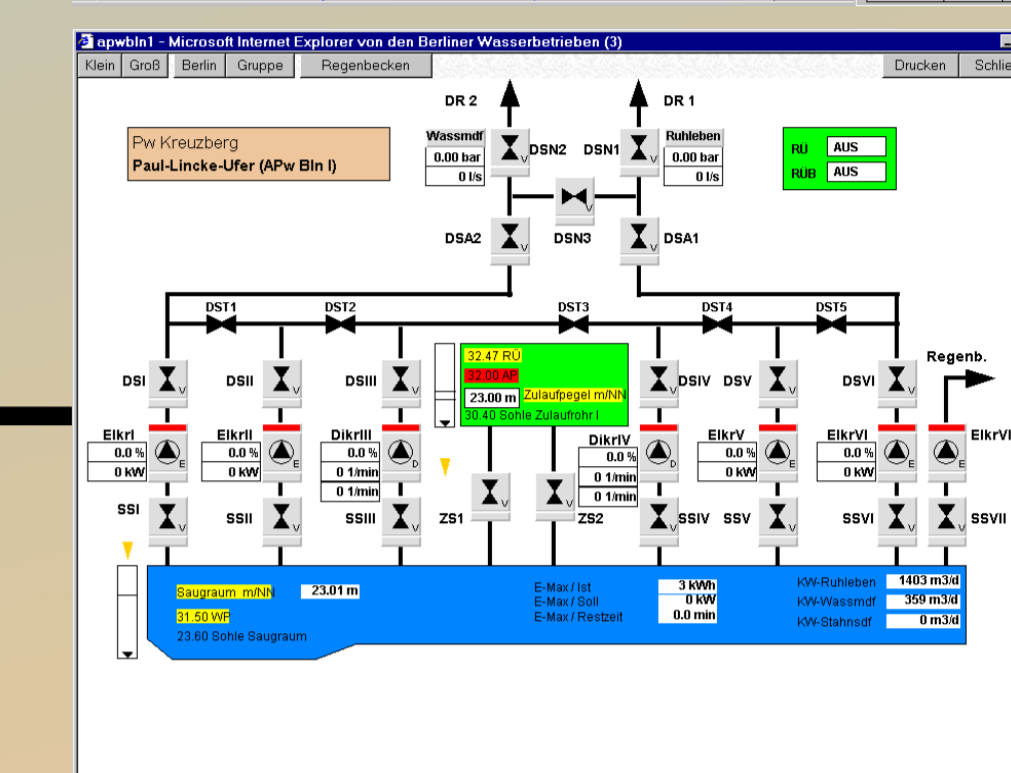 apwbln1 - Microsoft Internet Explorer von den Berliner Wasserbetrieben (3)
Klein Groß Berlin Gruppe Regenbecken Drucken Schlie
DR 2 DR 1
Pw Kreuzberg
Paul-Lincke-Ufer (APw Bln I)
Wassmdf
0.00 bar
0 l/s
V DSN2
DSN1 V
Ruhleben
0.00 bar
0 l/s
RÜ AUS
RÜB AUS
V
DSA2 V DSN3 V DSA1
DST1 DST2 DST3 DST4 DST5
32.47 RÜ
32.00 AP
23.00 m Zulaufpegel m/NN
30.40 Sohle Zulaufrohr I
Regenb.
DSI V DSII V DSIII V V DSIV DSV V DSVI V
ElkrI
0.0 %
0 kW
E
ElkrII
0.0 %
0 kW
E
DikrIII
0.0 %
0 1/min
0 1/min
D
DikrIV
0.0 %
0 1/min
0 1/min
D
ElkrV
0.0 %
0 kW
E
ElkrVI
0.0 %
0 kW
E
E
ElkrVI
SSI V SSII V SSIII V ZS1 V V ZS2 V SSIV SSV V SSVI V V SSVII
Saugraum m/NN 23.01 m
31.50 WP
23.60 Sohle Saugraum
E-Max / Ist 3 kWh
E-Max / Soll 0 kW
E-Max / Restzeit 0.0 min
KW-Ruhleben 1403 m3/d
KW-Wassmdf 359 m3/d
KW-Stahnsdf 0 m3/d